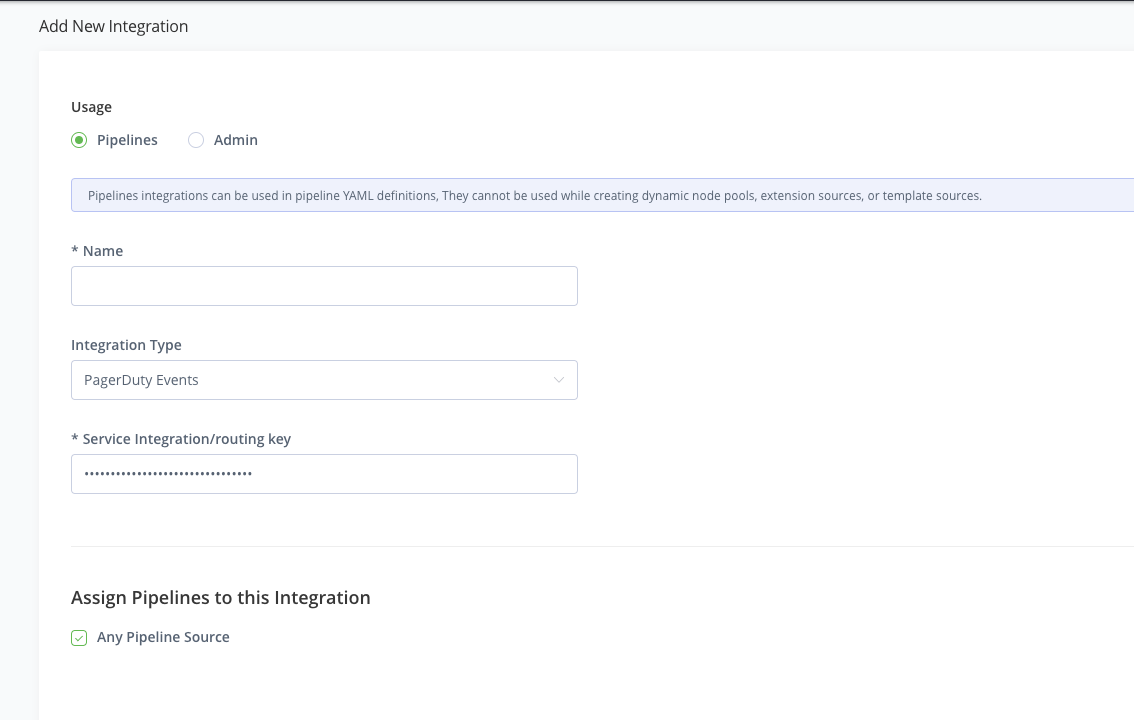 Add New Integration
Usage
Pipelines Admin
Pipelines integrations can be used in pipeline YAML definitions, They cannot be used while creating dynamic node pools, extension sources, or template sources.
* Name
Integration Type
PagerDuty Events
* Service Integration/routing key
••••••••••••••••••••••••••••••••
Assign Pipelines to this Integration
Any Pipeline Source